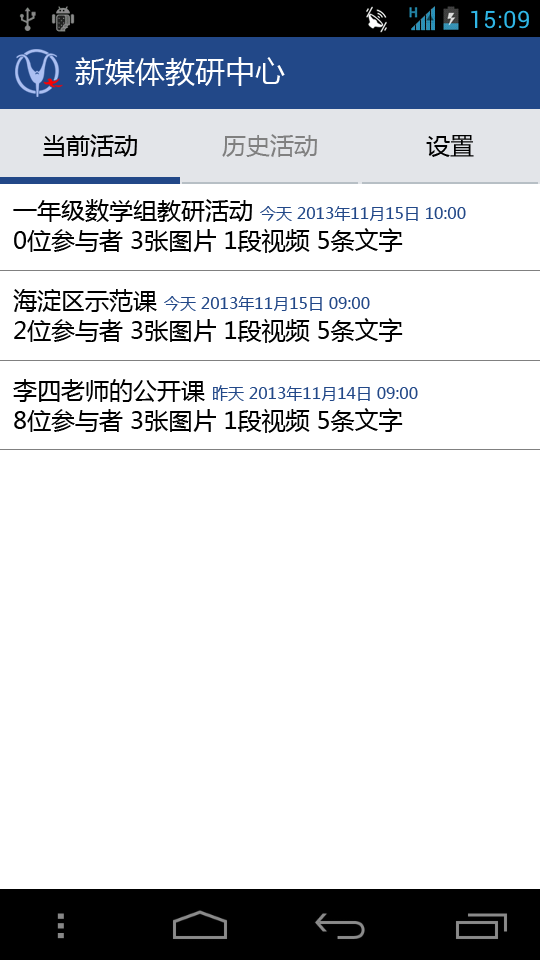 H 15:09
新媒体教研中心
当前活动 历史活动 设置
一年级数学组教研活动 今天 2013年11月15日 10:00
0位参与者 3张图片 1段视频 5条文字
海淀区示范课 今天 2013年11月15日 09:00
2位参与者 3张图片 1段视频 5条文字
李四老师的公开课 昨天 2013年11月14日 09:00
8位参与者 3张图片 1段视频 5条文字